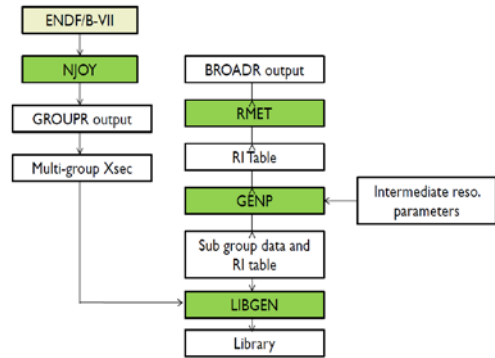 ENDF/B-VII
NJOY
GROUPR output
Multi-group Xsec
BROADR output
RMET
RI Table
GENP
Intermediate reso.
parameters
Sub group data and
RI table
LIBGEN
Library